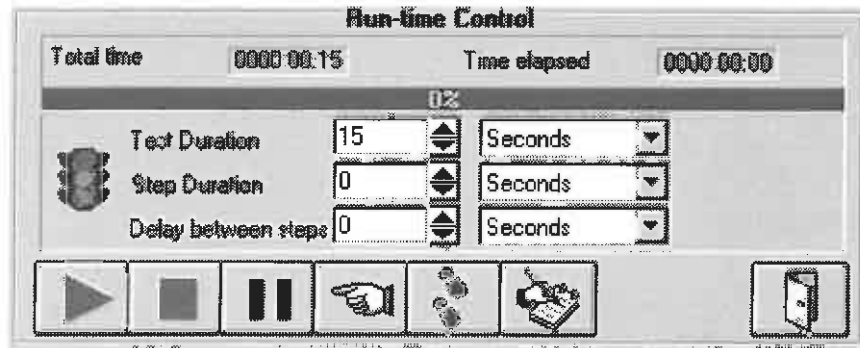 Run-time Control
Total time 0000:00:15 Time elapsed 0000:00:00
0%
Test Duration 15 Seconds
Step Duration 0 Seconds
Delay between steps 0 Seconds